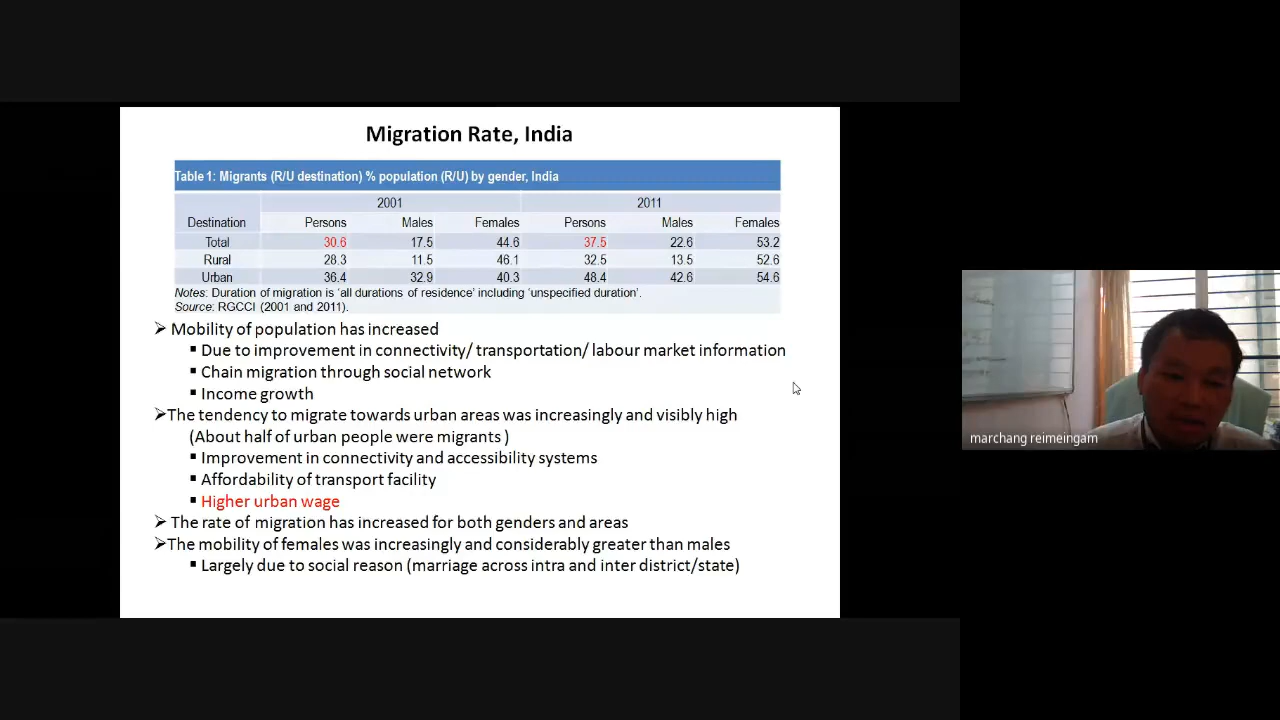 Migration Rate, India
Table 1: Migrants (R/U destination) % population (R/U) by gender, India
2001 2011
Destination Persons Males Females Persons Males Females
Total 30.6 17.5 44.6 37.5 22.6 53.2
Rural 28.3 11.5 46.1 32.5 13.5 52.6
Urban 36.4 32.9 40.3 48.4 42.6 54.6
Notes: Duration of migration is 'all durations of residence' including 'unspecified duration'.
Source: RGCCI (2001 and 2011).
➢ Mobility of population has increased
▪ Due to improvement in connectivity/ transportation/ labour market information
▪ Chain migration through social network
▪ Income growth
➢The tendency to migrate towards urban areas was increasingly and visibly high
(About half of urban people were migrants )
▪ Improvement in connectivity and accessibility systems
▪ Affordability of transport facility
▪ Higher urban wage
➢ The rate of migration has increased for both genders and areas
➢The mobility of females was increasingly and considerably greater than males
▪ Largely due to social reason (marriage across intra and inter district/state)
marchang reimeingam